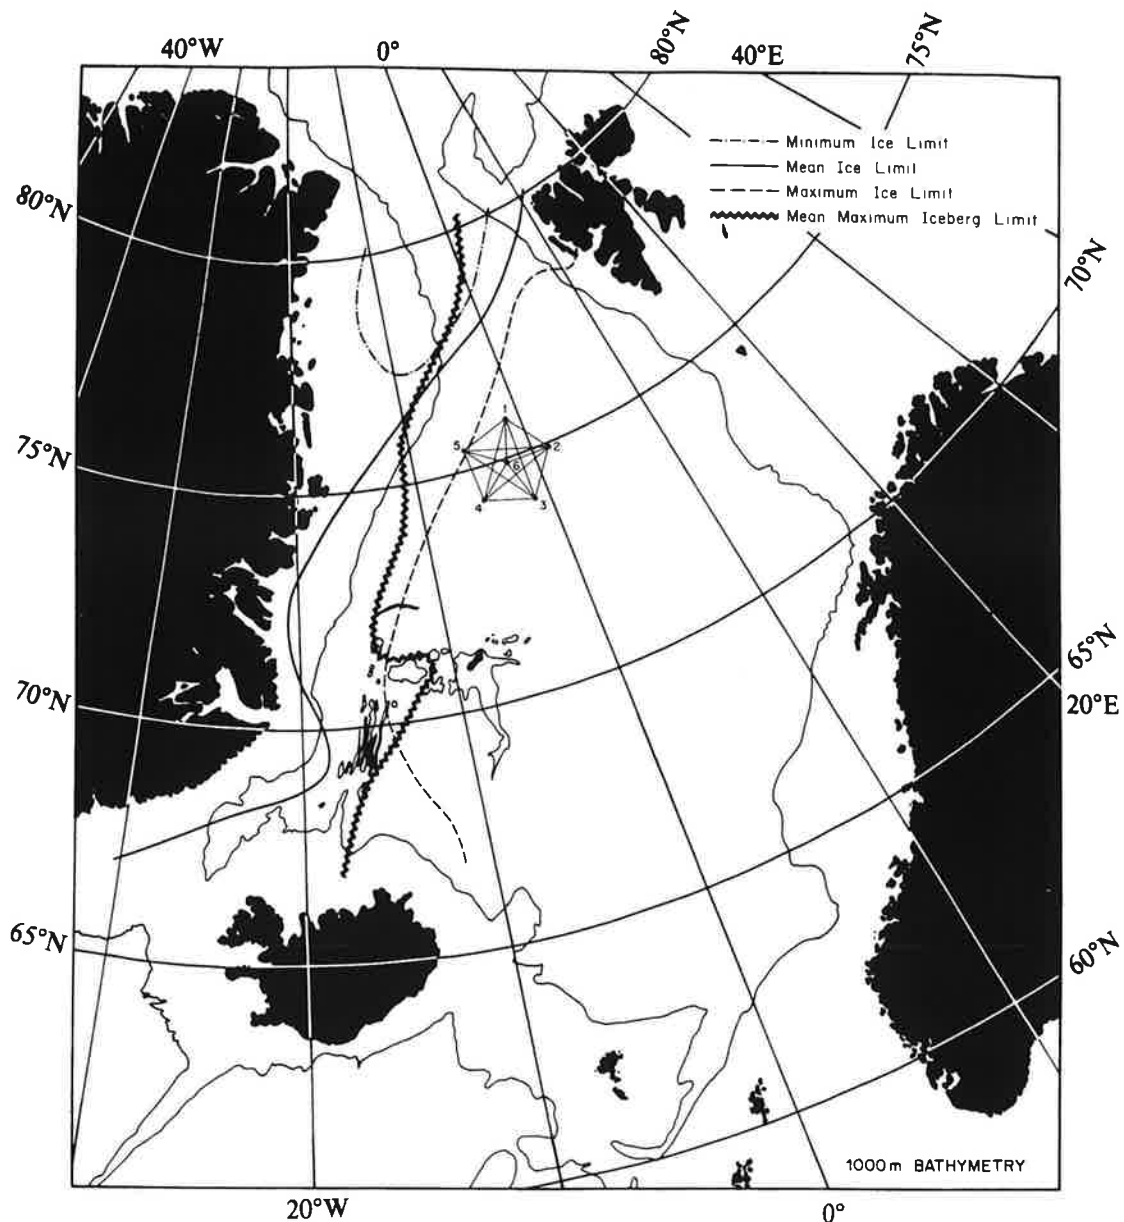 40°W 0° 80°N 40°E 75°N
Minimum Ice Limit
Mean Ice Limit
Maximum Ice Limit
Mean Maximum Iceberg Limit
80°N
70°N
1
5 2
6
4 3
75°N
65°N
70°N
20°E
65°N
60°N
1000m BATHYMETRY
20°W 0°